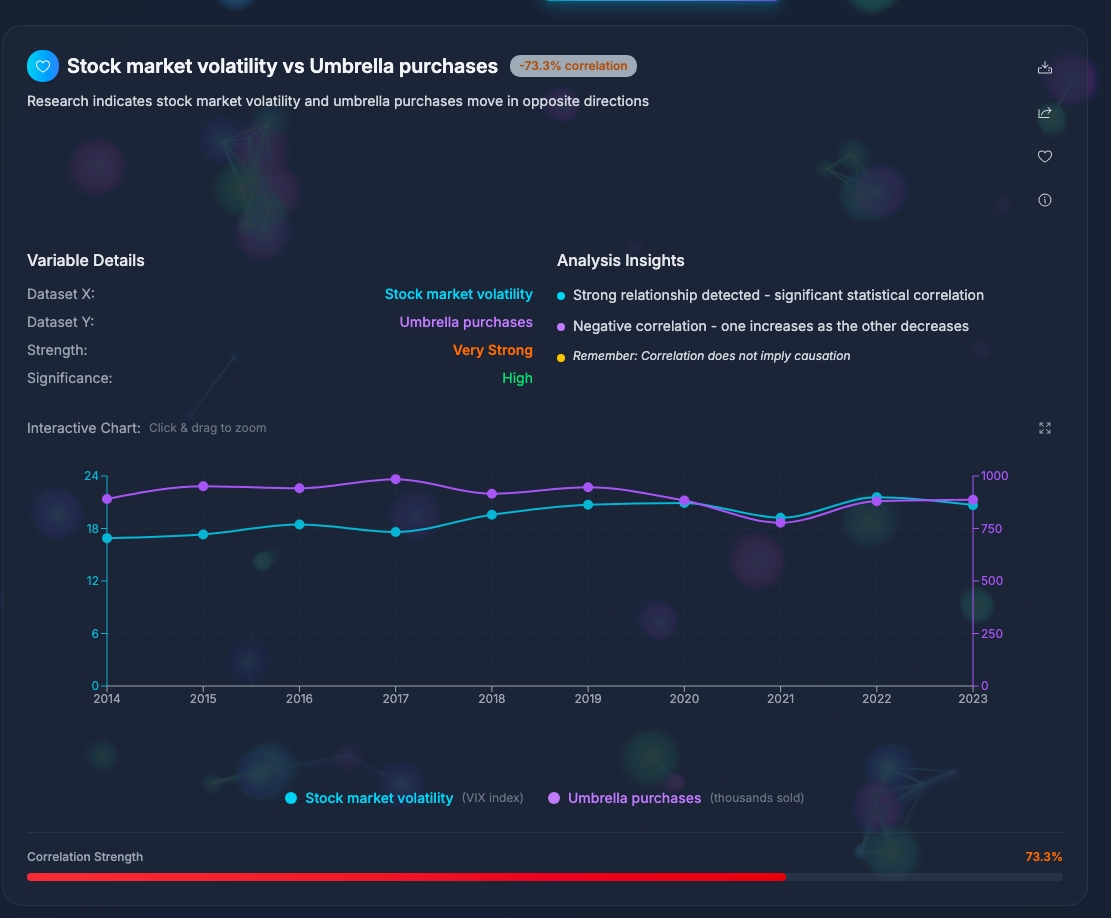 Stock market volatility vs Umbrella purchases -73.3% correlation
Research indicates stock market volatility and umbrella purchases move in opposite directions
Variable Details
Dataset X: Stock market volatility
Dataset Y: Umbrella purchases
Strength: Very Strong
Significance: High
Analysis Insights
Strong relationship detected - significant statistical correlation
Negative correlation - one increases as the other decreases
Remember: Correlation does not imply causation
Interactive Chart: Click & drag to zoom
24
18
12
6
0
1000
750
500
250
0
2014 2015 2016 2017 2018 2019 2020 2021 2022 2023
Stock market volatility (VIX index) Umbrella purchases (thousands sold)
Correlation Strength 73.3%